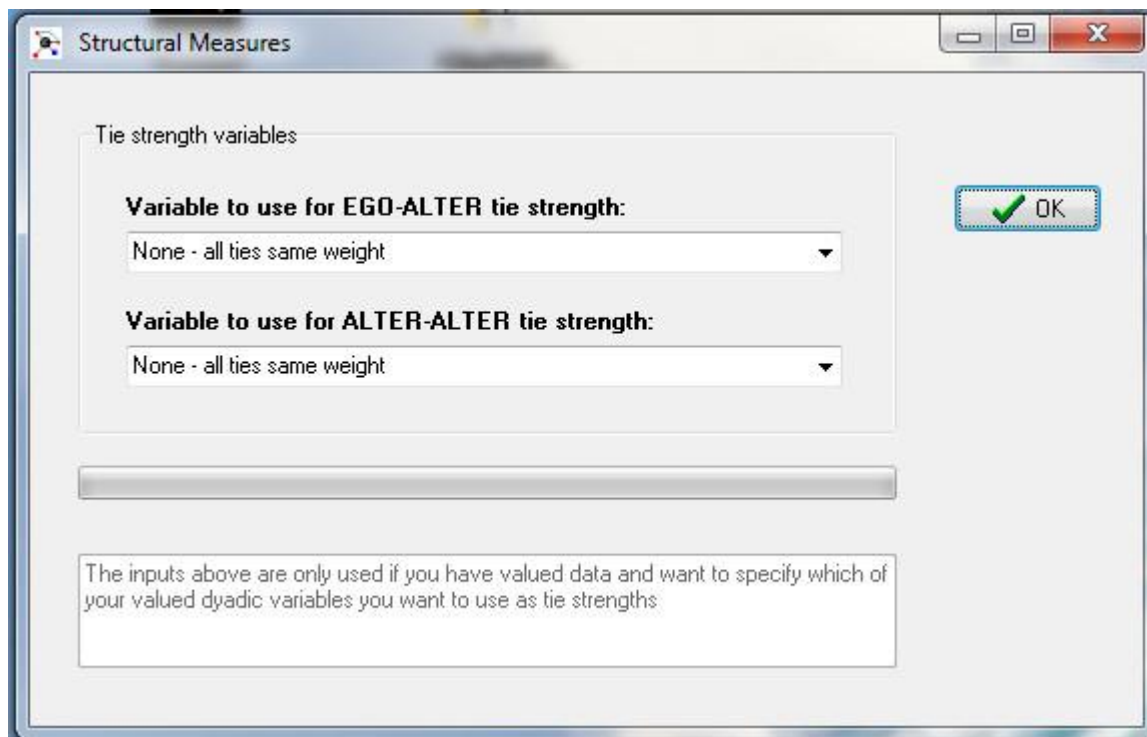 Structural Measures
Tie strength variables
Variable to use for EGO-ALTER tie strength:
None - all ties same weight
OK
Variable to use for ALTER-ALTER tie strength:
None - all ties same weight
The inputs above are only used if you have valued data and want to specify which of
your valued dyadic variables you want to use as tie strengths